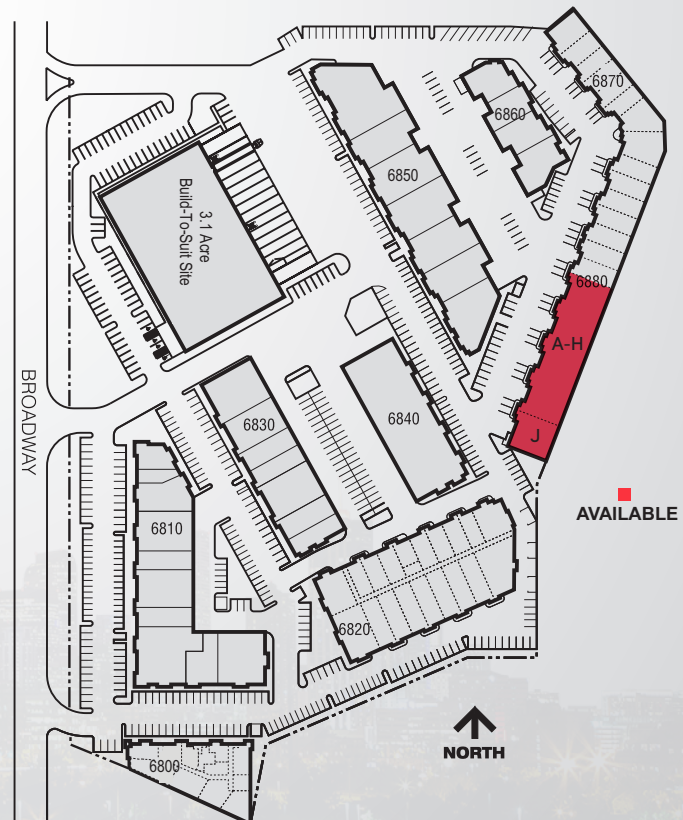 6870
6860
6850
3.1 Acre
Build-To-Suit Site
6880
A-H
BROADWAY
6830
6840
J
AVAILABLE
6810
6820
NORTH
6800